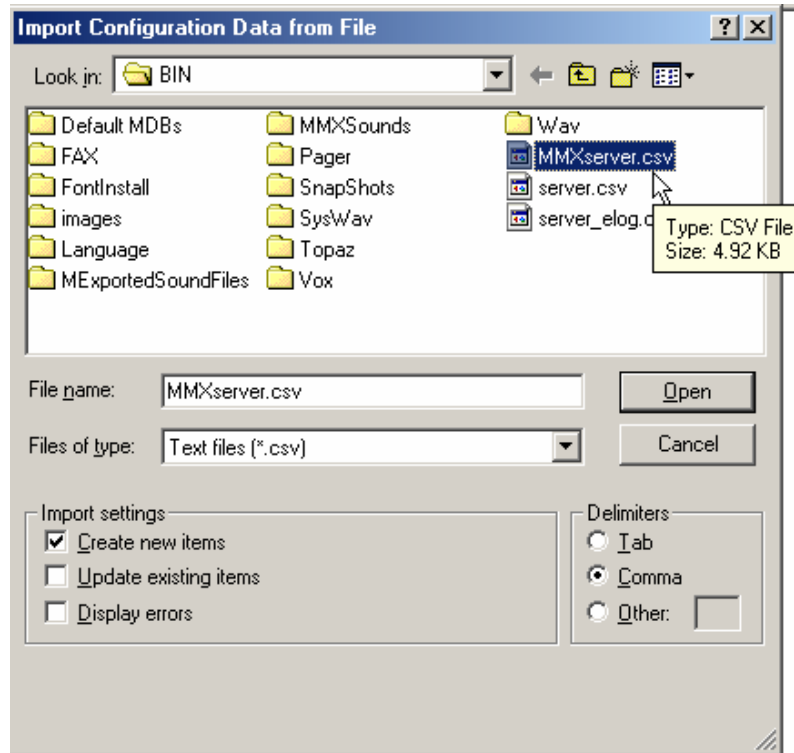 Import Configuration Data from File
Look in: BIN
Default MDBs MMXSounds Wav
FAX Pager MMXserver.csv
FontInstall SnapShots server.csv
images SysWav server_elog.c
Language Topaz
MExportedSoundFiles Vox
Type: CSV File
Size: 4.92 KB
File name: MMXserver.csv Open
Files of type: Text files (*.csv) Cancel
Import settings Delimiters
Create new items Tab
Update existing items Comma
Display errors Other: